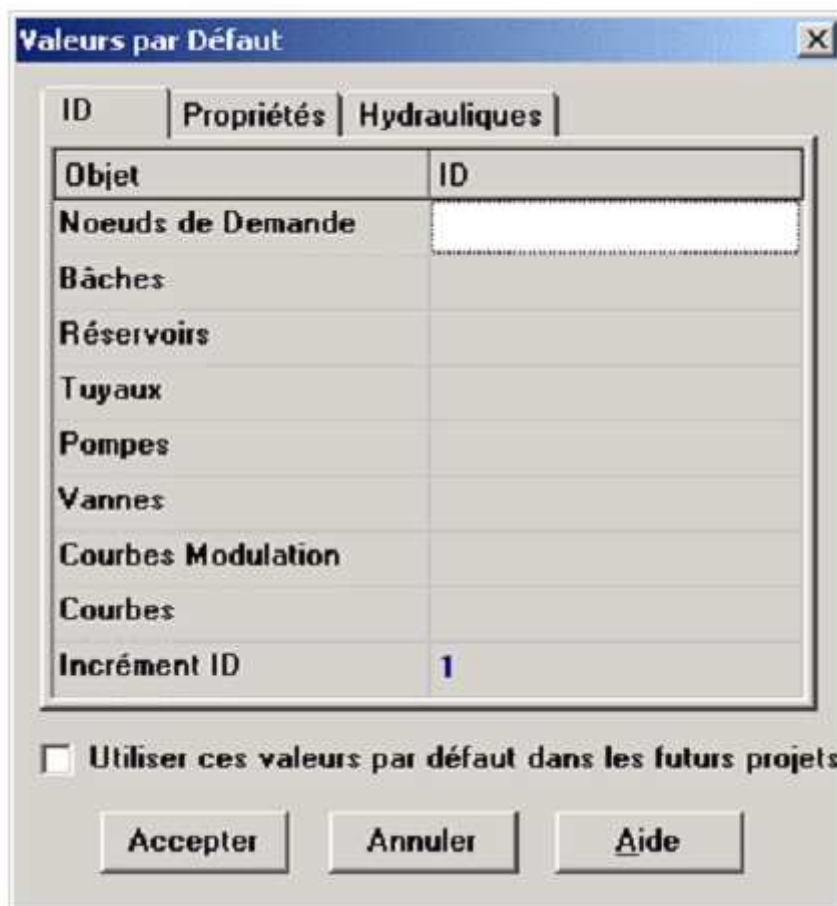 Valeurs par Défaut
ID Propriétés Hydrauliques
Objet ID
Noeuds de Demande
Bâches
Réservoirs
Tuyaux
Pompes
Vannes
Courbes Modulation
Courbes
Incrément ID 1
Utiliser ces valeurs par défaut dans les futurs projets
Accepter Annuler Aide